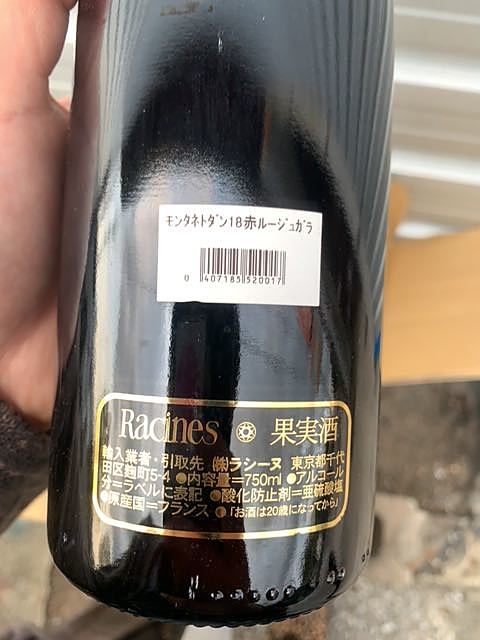 モンタネトダン18赤ルージュガラ
0 407185 520017
Racines 果実酒
輸入業者・引取先 ㈱ラシーヌ 東京都千代
田区麹町5-4 ●内容量=750ml ●アルコール
分=ラベルに表記 ●酸化防止剤=亜硫酸塩
●原産国=フランス ●「お酒は20歳になってから」